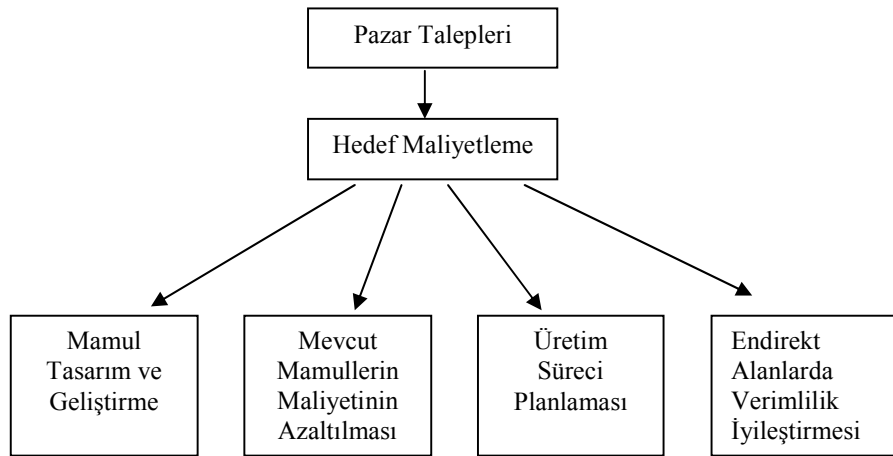 Pazar Talepleri
Hedef Maliyetleme
Mamul
Tasarım ve
Geliştirme
Mevcut
Mamullerin
Maliyetinin
Azaltılması
Üretim
Süreci
Planlaması
Endirekt
Alanlarda
Verimlilik
İyileştirmesi